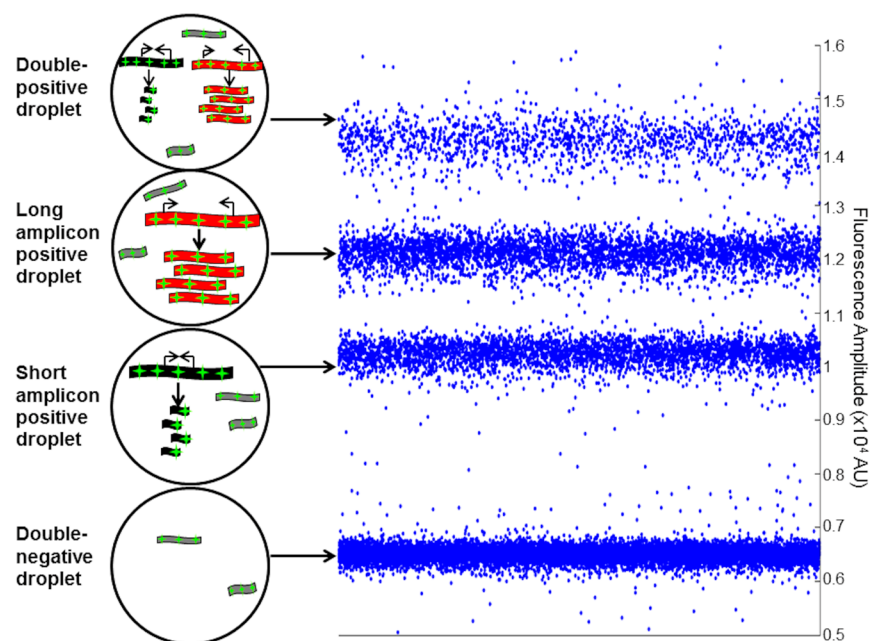 Double-
positive
droplet
Long
amplicon
positive
droplet
Short
amplicon
positive
droplet
Double-
negative
droplet
1.6
1.5
1.4
1.3
1.2
1.1
1
0.9
0.8
0.7
0.6
0.5
Fluorescence Amplitude (x10⁴ AU)